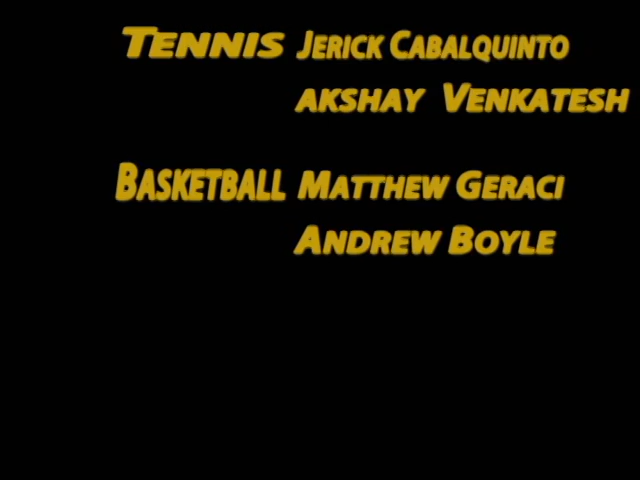 Tennis Jerick Cabalquinto
akshay Venkatesh
Basketball Matthew Geraci
Andrew Boyle